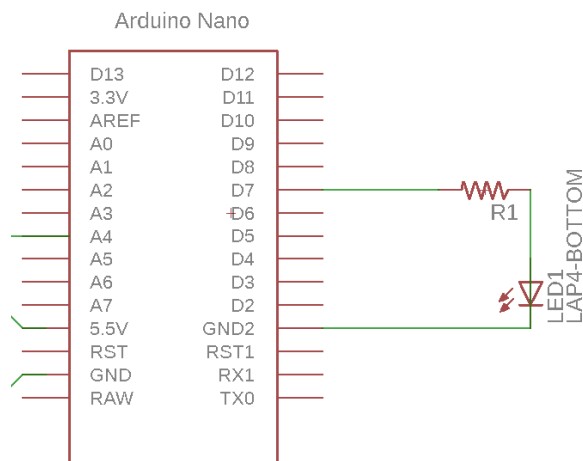 Arduino Nano
D13 D12
3.3V D11
AREF D10
A0 D9
A1 D8
A2 D7
A3 D6
A4 D5
A5 D4
A6 D3
A7 D2
5.5V GND2
RST RST1
GND RX1
RAW TX0
R1
LED1
LAP4-BOTTOM